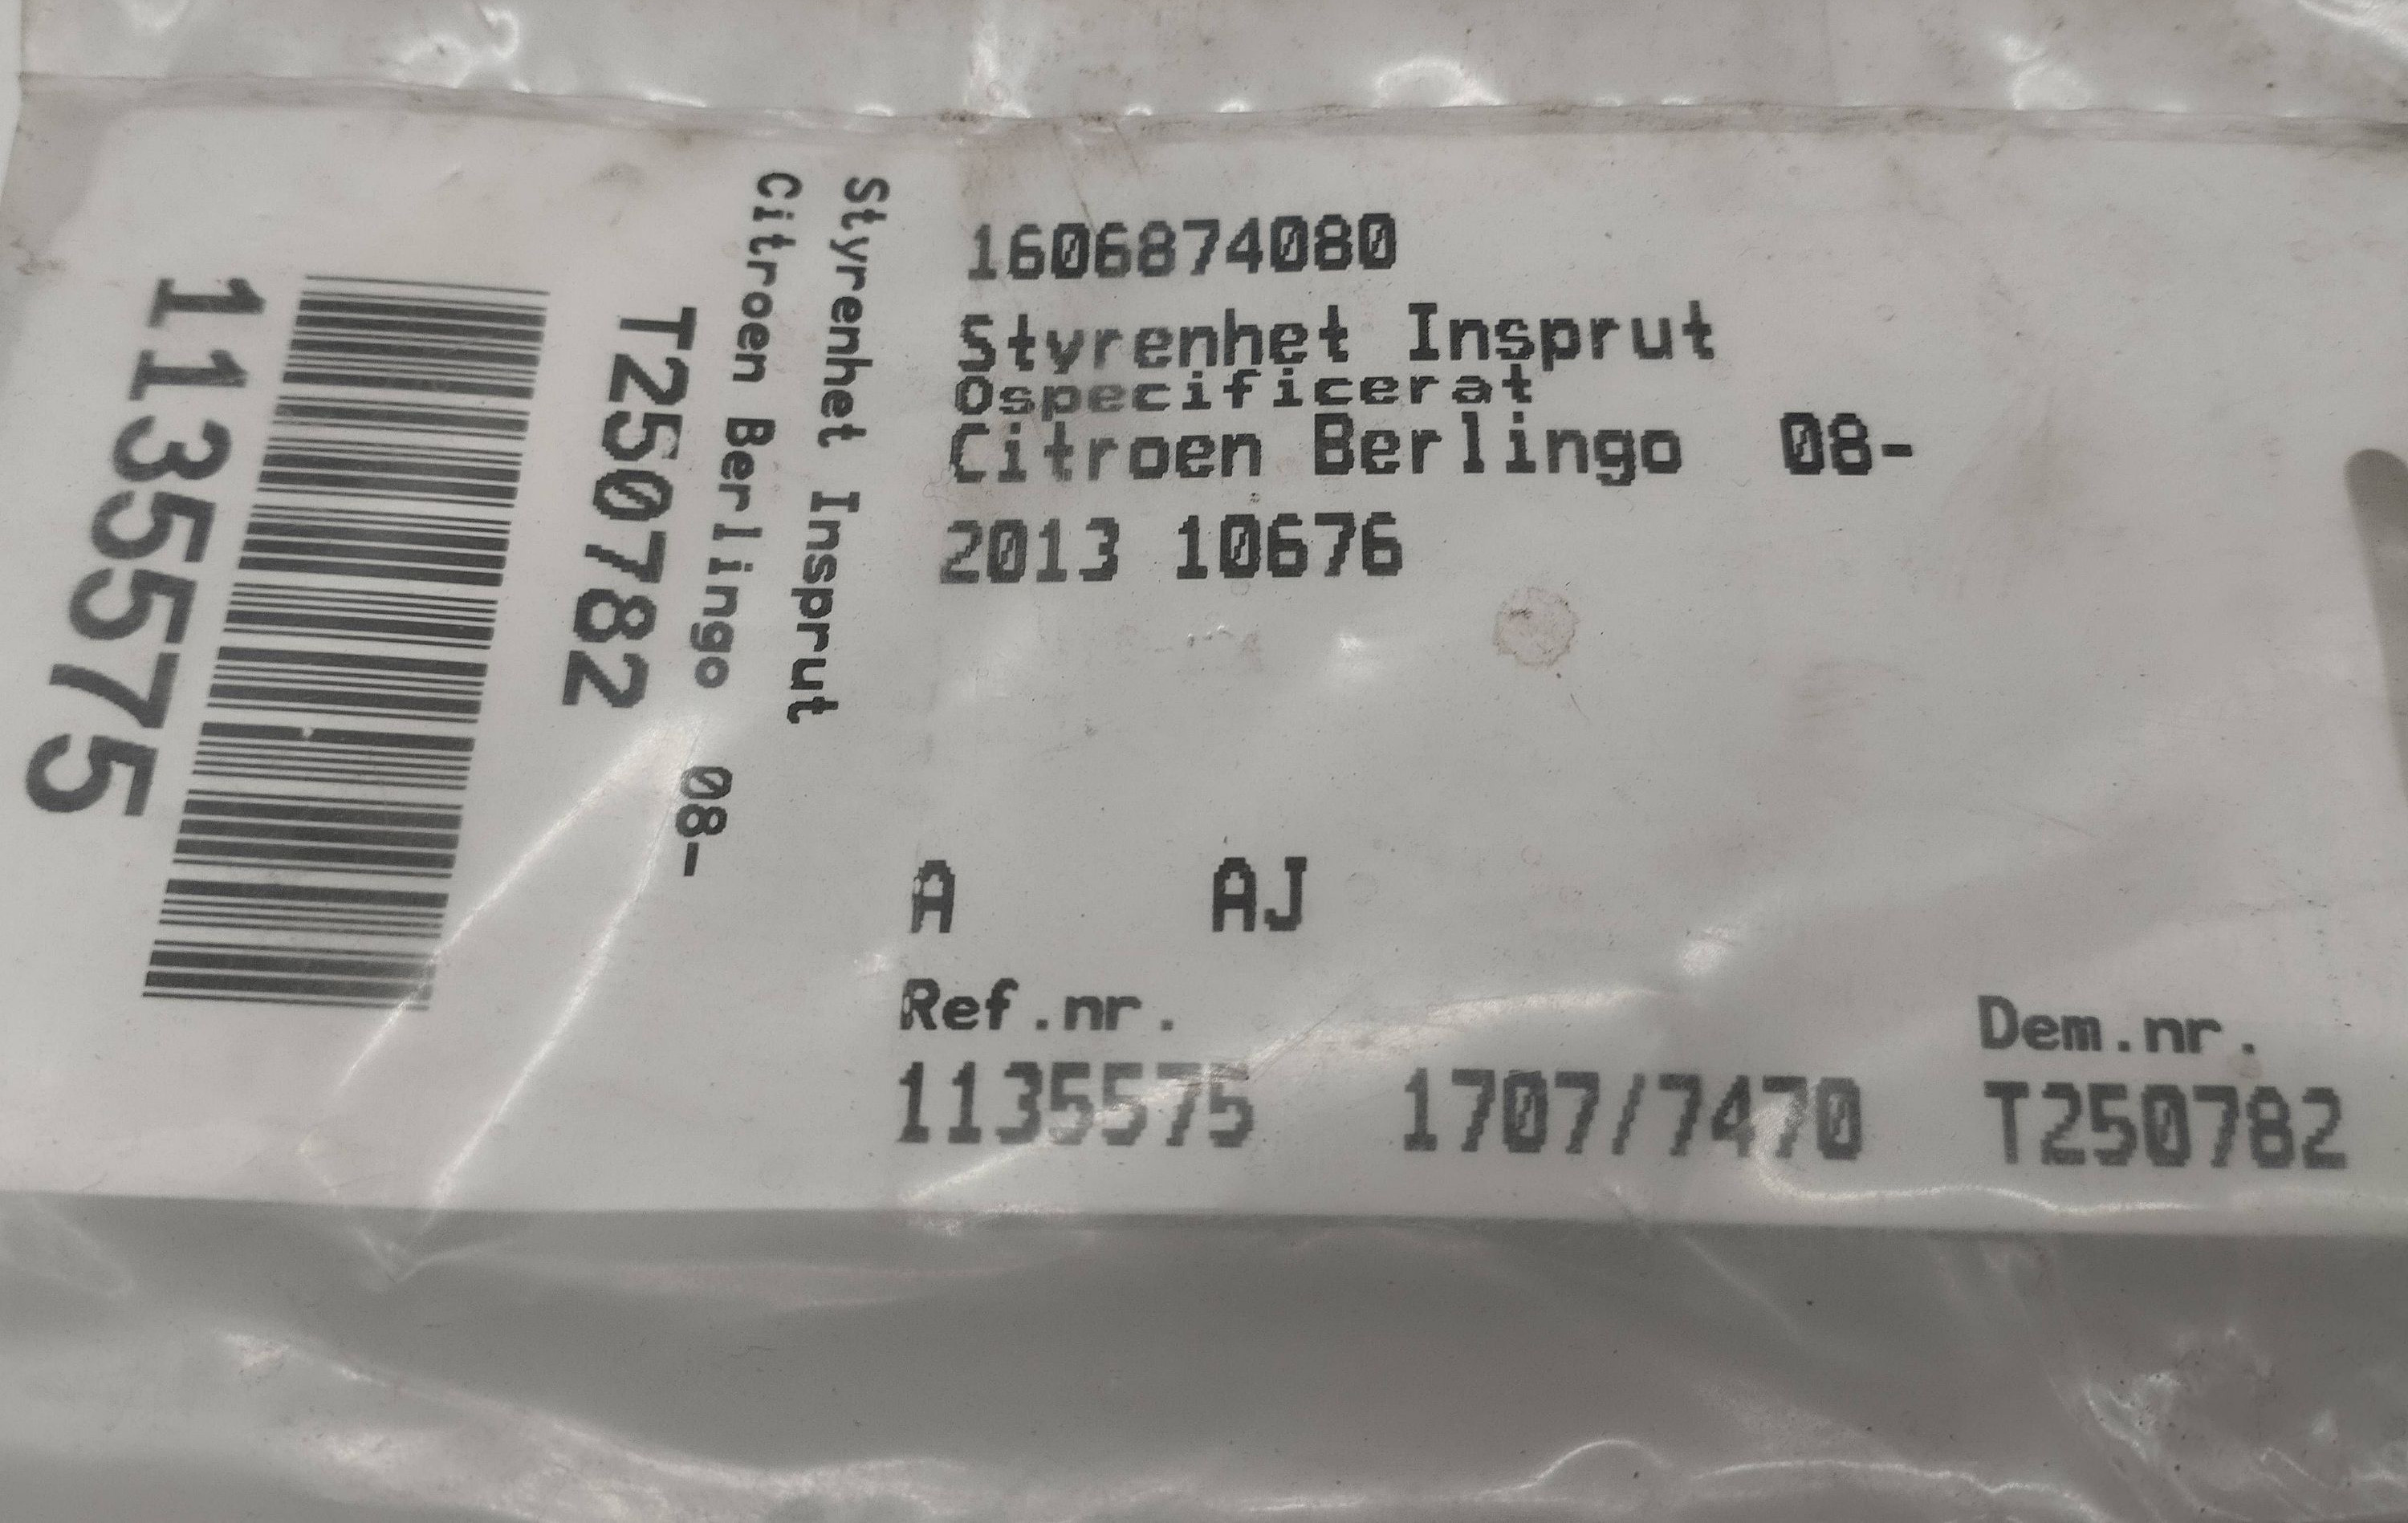 1606874080
Styrenhet Insprut
Ospecificerat
Citroen Berlingo  08-
2013 10676
A AJ
Ref.nr.
Dem.nr.
1135575 1707/7470 T250782
Styrenhet Insprut
Citroen Berlingo  08-
T250782
1135575